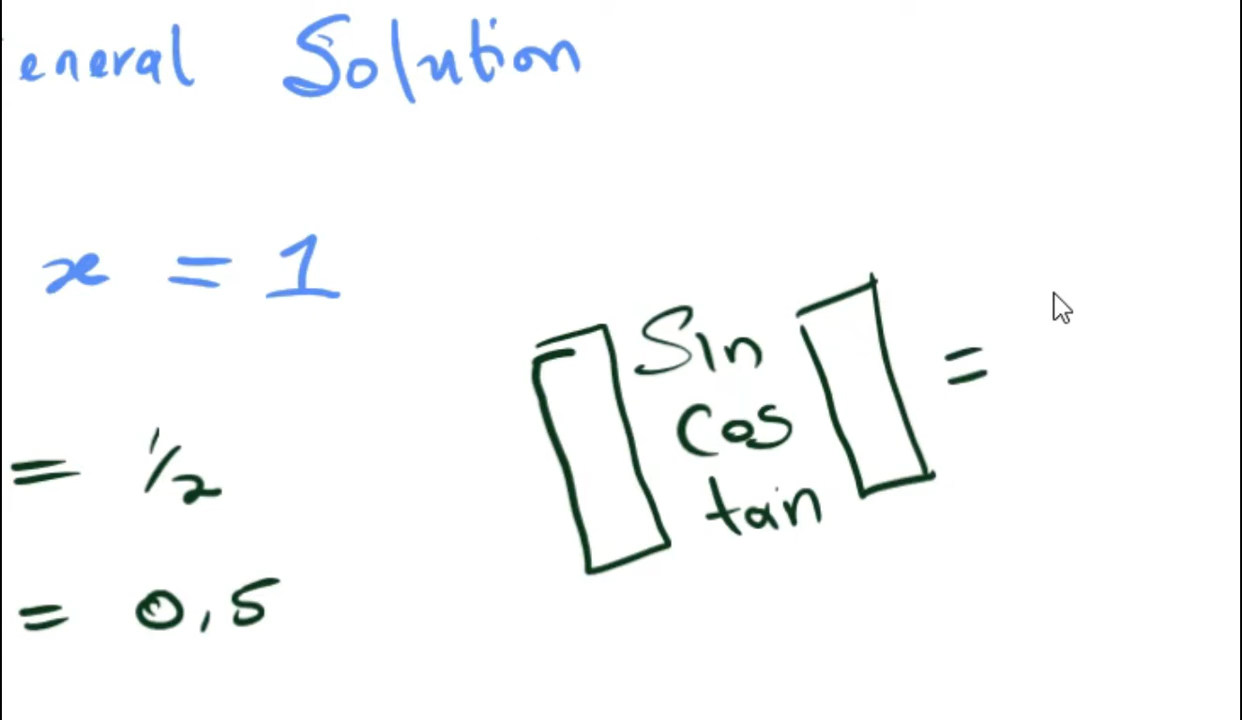 eneral Solution
x = 1
= 1/2
= 0,5
Sin
cos
tan
=